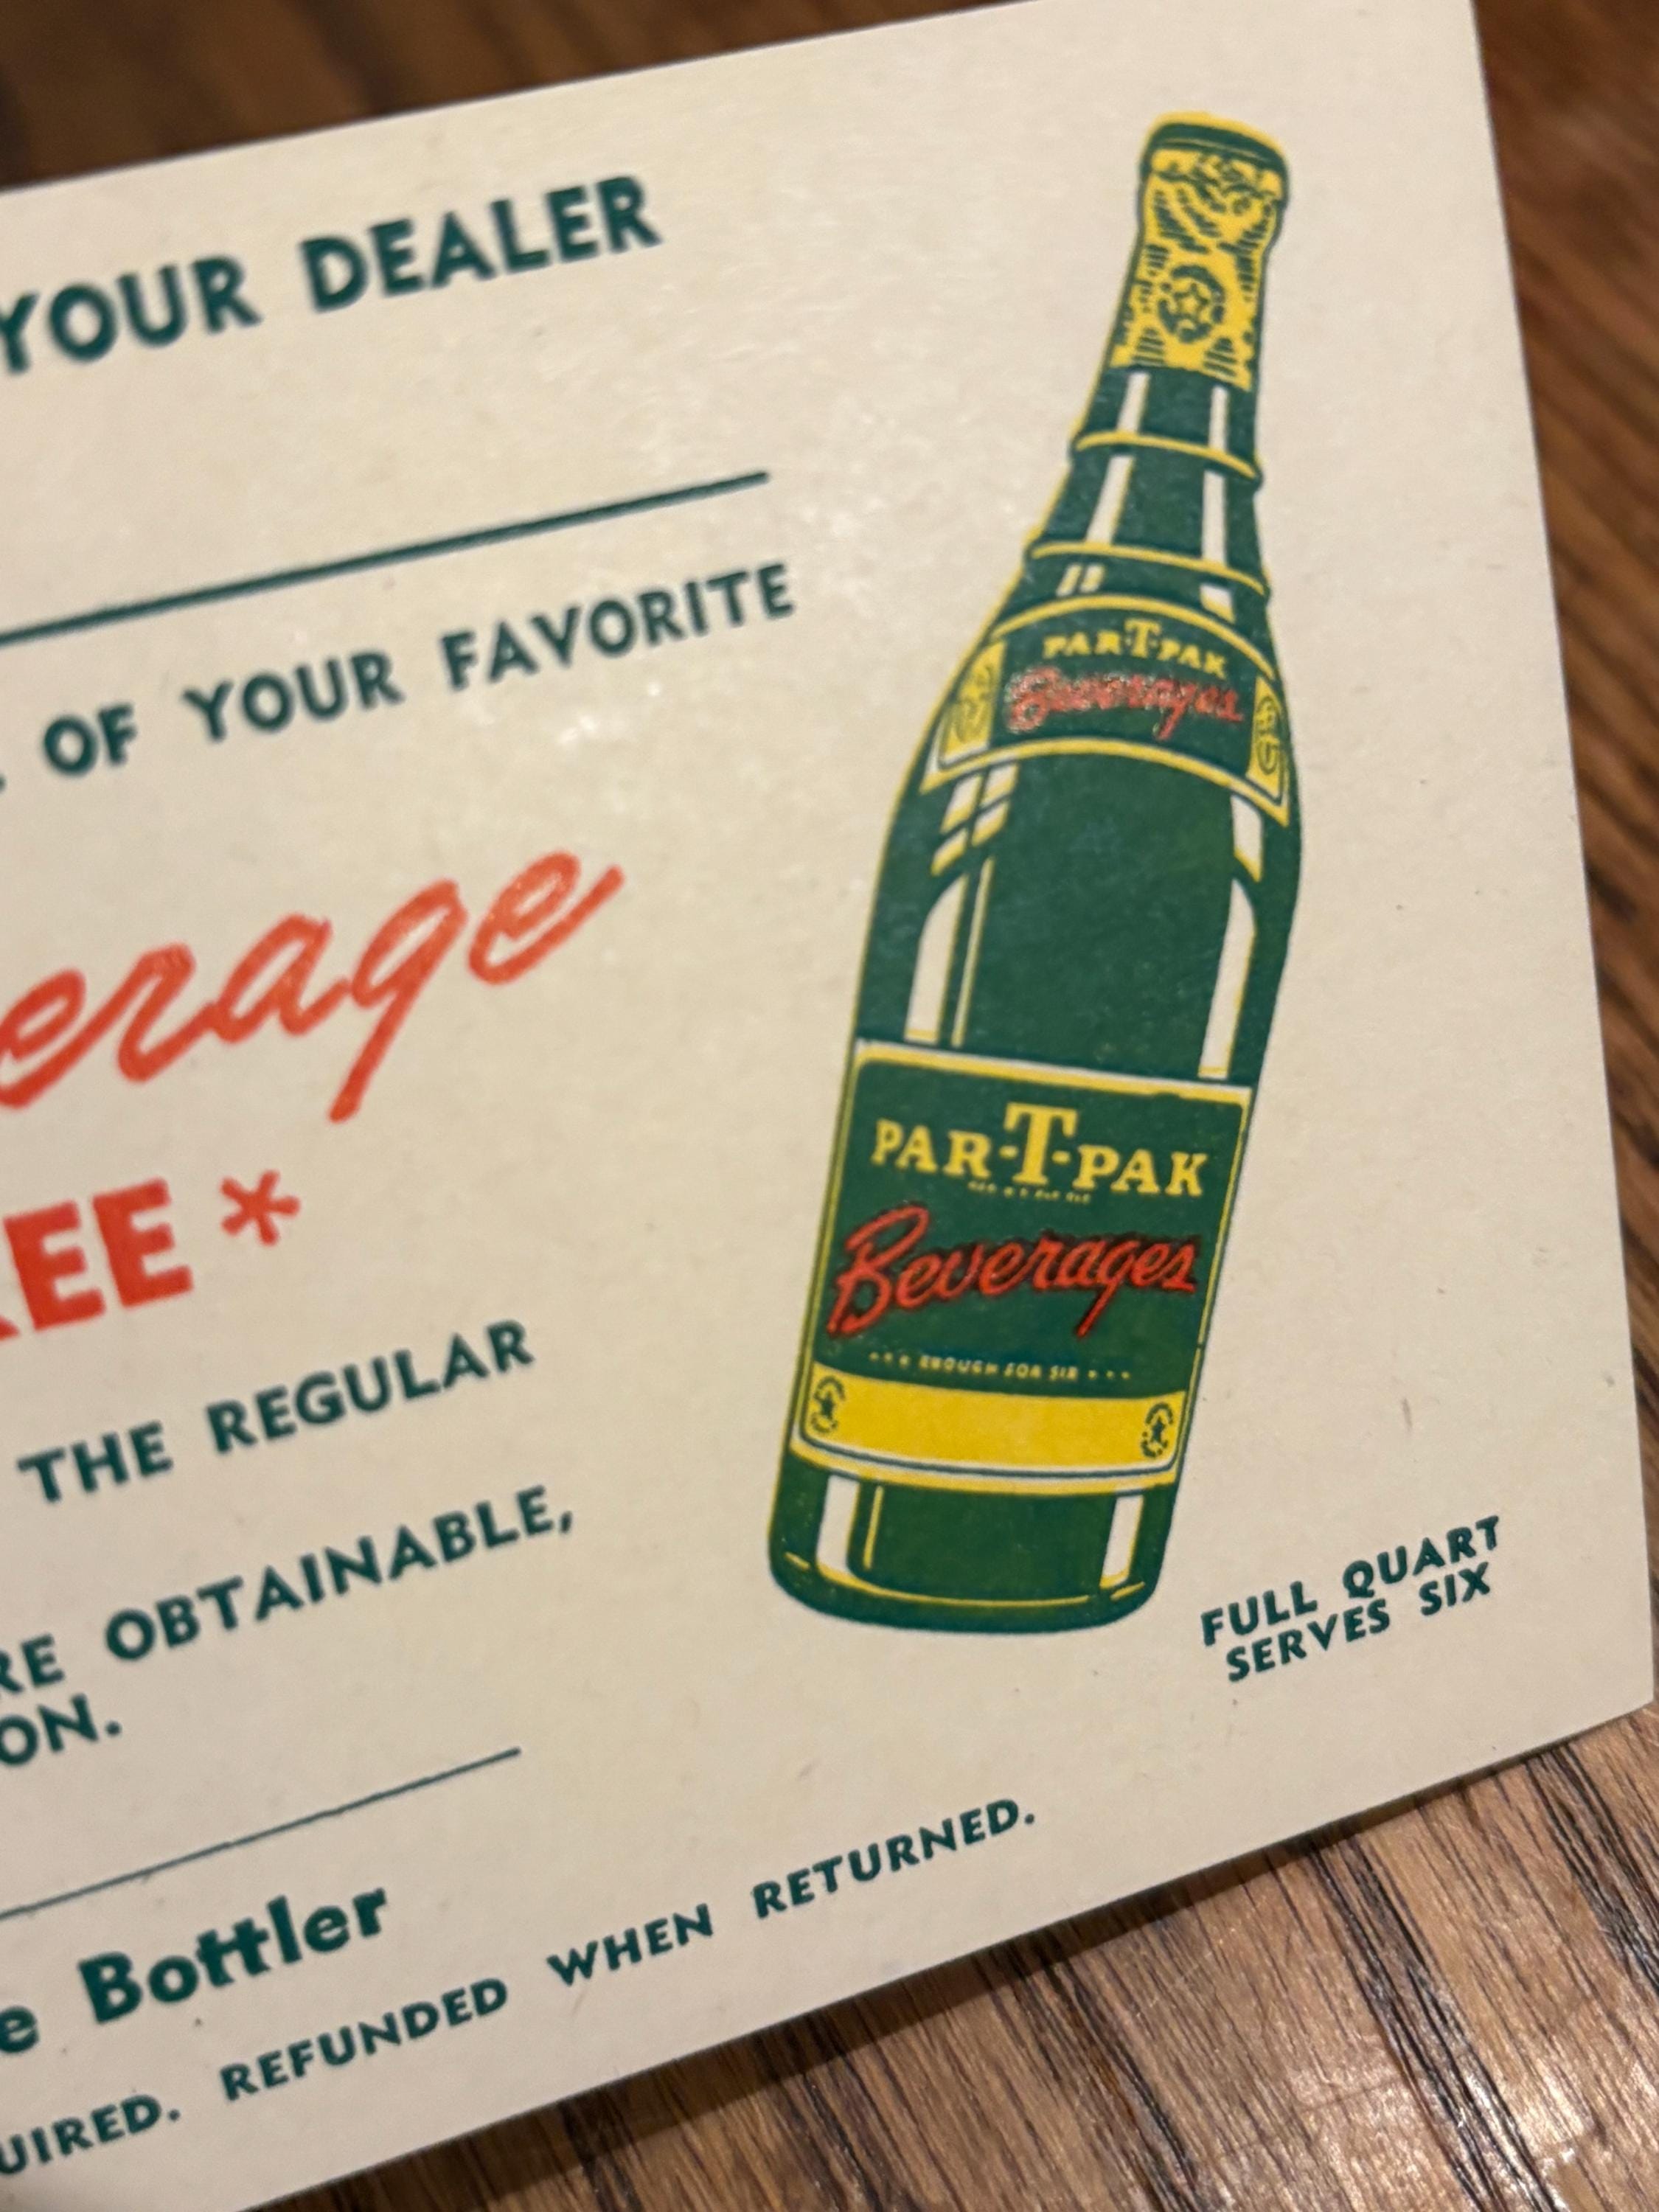 YOUR DEALER
OF YOUR FAVORITE
erage
EE*
THE REGULAR
RE OBTAINABLE,
ON.
e Bottler
UIRED. REFUNDED WHEN RETURNED.
PAR-T-PAK
Beverages
PAR-T-PAK
Beverages
ENOUGH FOR SIX
FULL QUART
SERVES SIX